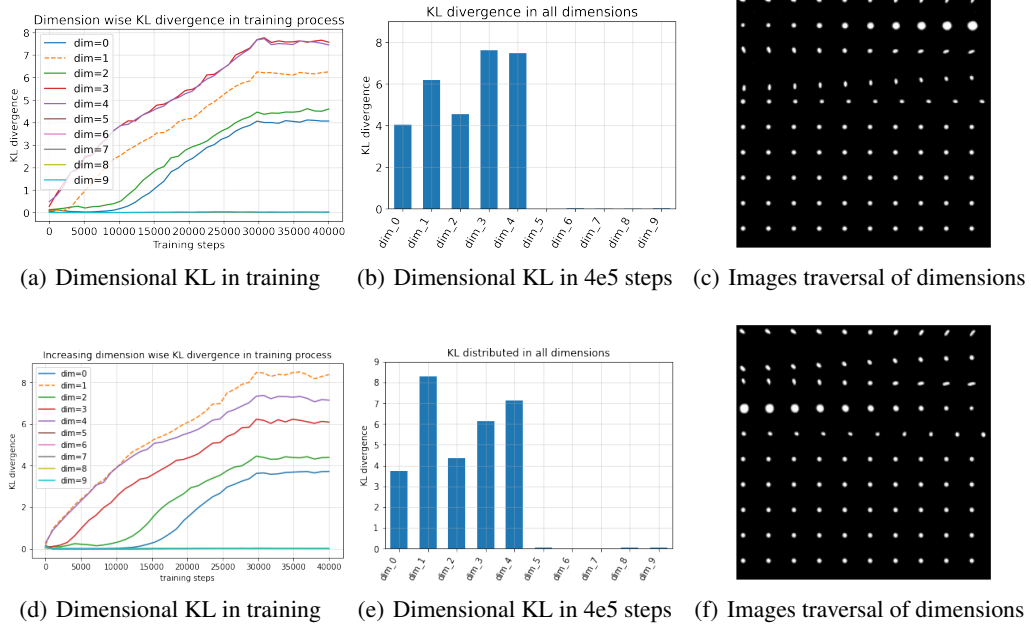 Dimension wise KL divergence in training process
KL divergence
8
7
6
5
4
3
2
1
0
dim=0
dim=1
dim=2
dim=3
dim=4
dim=5
dim=6
dim=7
dim=8
dim=9
0 5000 10000 15000 20000 25000 30000 35000 40000
Training steps
KL divergence in all dimensions
KL divergence
8
6
4
2
0
dim_0 dim_1 dim_2 dim_3 dim_4 dim_5 dim_6 dim_7 dim_8 dim_9
(a) Dimensional KL in training
(b) Dimensional KL in 4e5 steps
(c) Images traversal of dimensions
Increasing dimension wise KL divergence in training process
KL divergence
8
6
4
2
0
dim=0
dim=1
dim=2
dim=3
dim=4
dim=5
dim=6
dim=7
dim=8
dim=9
0 5000 10000 15000 20000 25000 30000 35000 40000
training steps
KL distributed in all dimensions
KL divergence
9
8
7
6
5
4
3
2
1
0
dim_0 dim_1 dim_2 dim_3 dim_4 dim_5 dim_6 dim_7 dim_8 dim_9
(d) Dimensional KL in training
(e) Dimensional KL in 4e5 steps
(f) Images traversal of dimensions